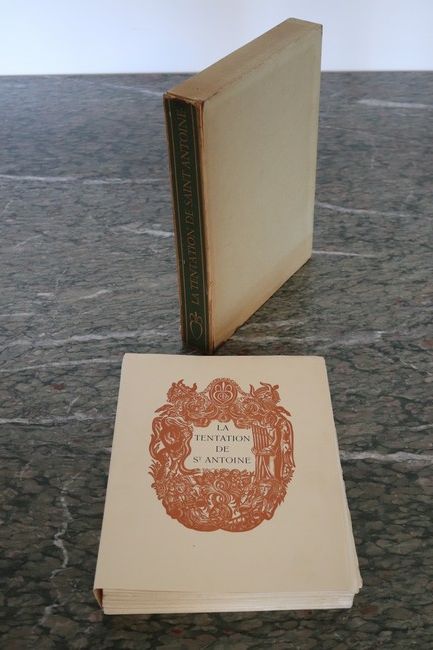 LA TENTATION DE SAINT ANTOINE
LA
TENTATION
DE
Sᵀ ANTOINE